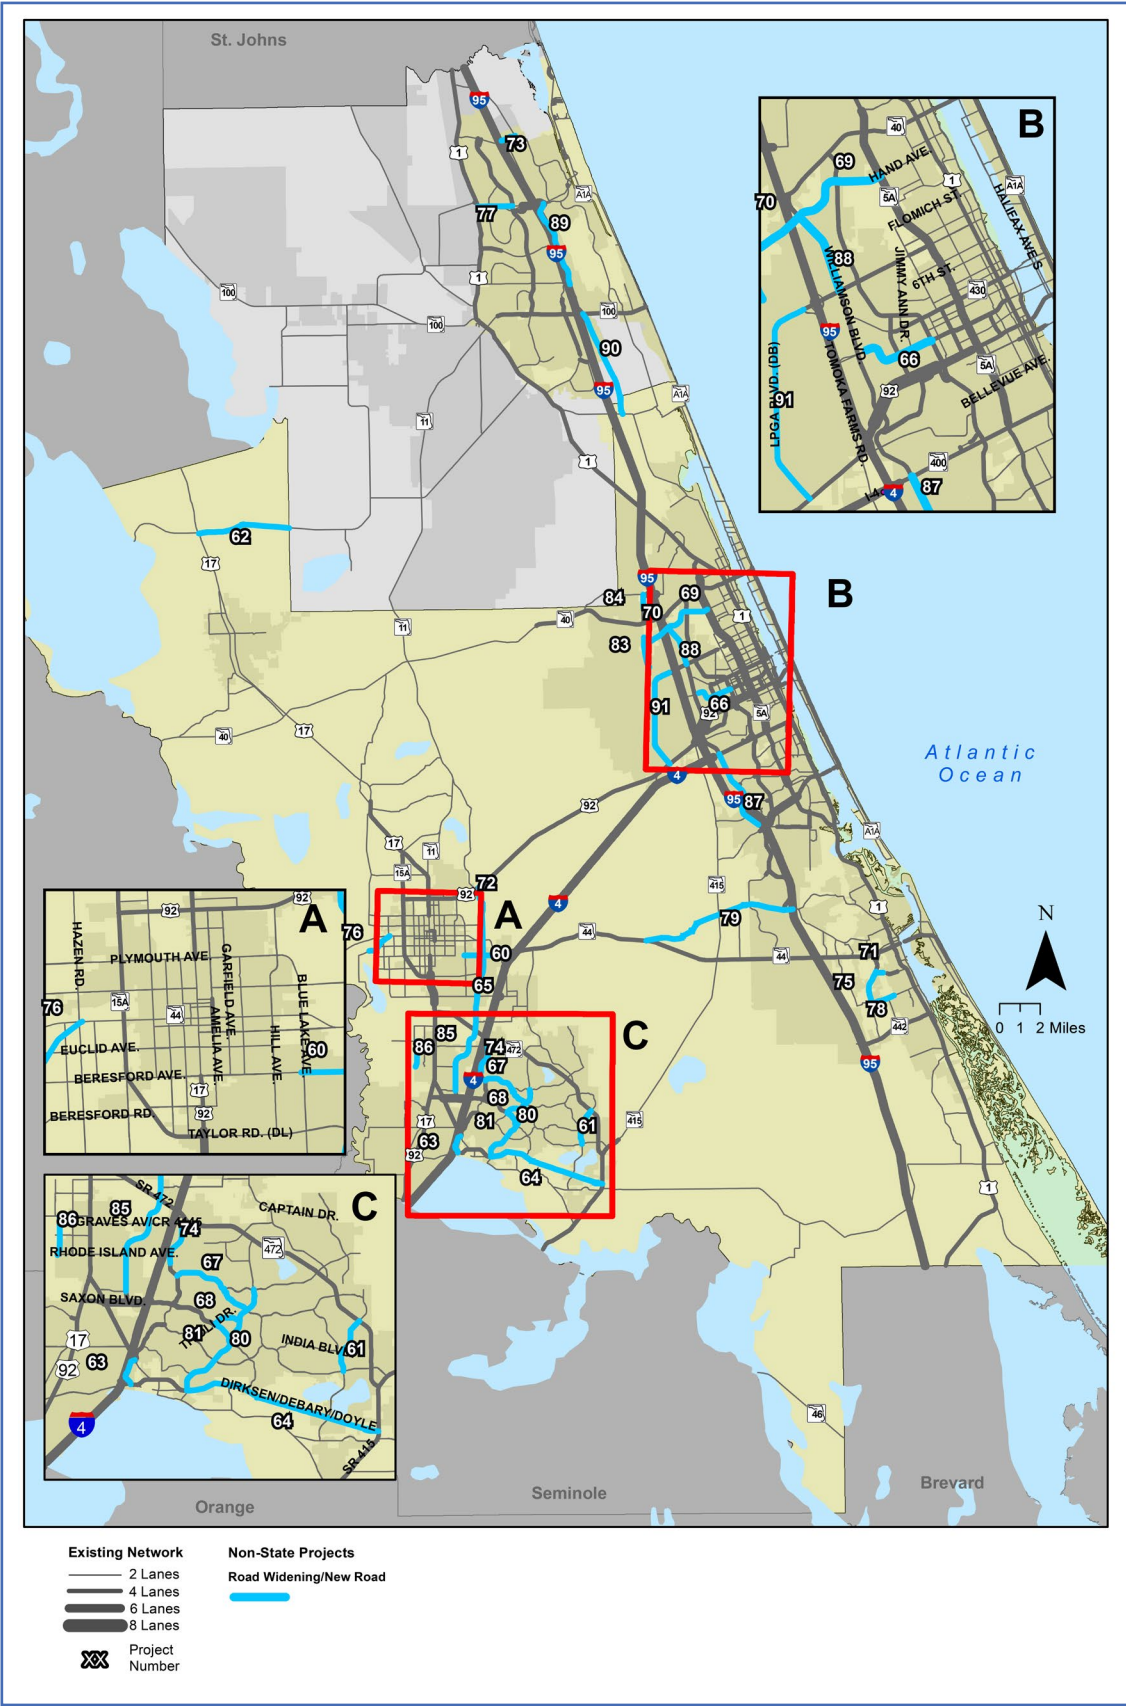 St. Johns
95
73
1
A1A
77
89
95
1
100
100
100
90
95
A1A
11
1
62
17
95
84
70
69
B
1
40
11
83
88
91
66
92
5A
40
17
4
Atlantic
Ocean
95
87
92
A1A
17
11
15A
415
72
92
A
4
1
79
44
44
N
76
60
71
65
75
78
442
0 1 2 Miles
95
C
85
86
74
472
67
4
68
80
81
61
415
17
63
92
64
1
46
Orange
Seminole
Brevard
B
40
69
HAND AVE.
1
A1A
5A
70
FLOMICH ST.
HALIFAX AVE S
88
WILLIAMSON BLVD.
JIMMY ANN DR.
6TH ST.
430
95
66
TOMOKA FARMS RD.
5A
LPGA BLVD. (DB)
91
92
BELLEVUE AVE.
400
I-4
4
87
A
92
92
76
HAZEN RD.
PLYMOUTH AVE.
GARFIELD AVE.
15A
44
AMELIA AVE.
BLUE LAKE AVE.
HILL AVE.
76
EUCLID AVE.
60
BERESFORD AVE.
17
92
BERESFORD RD.
TAYLOR RD. (DL)
C
SR 472
CAPTAIN DR.
85
86
74
RHODE ISLAND AVE.
472
67
SAXON BLVD.
68
81
80
17
92
63
61
DIRKSEN/DEBARY/DOYLE
64
4
SR 415
Existing Network
2 Lanes
4 Lanes
6 Lanes
8 Lanes
XX
Project
Number
Non-State Projects
Road Widening/New Road